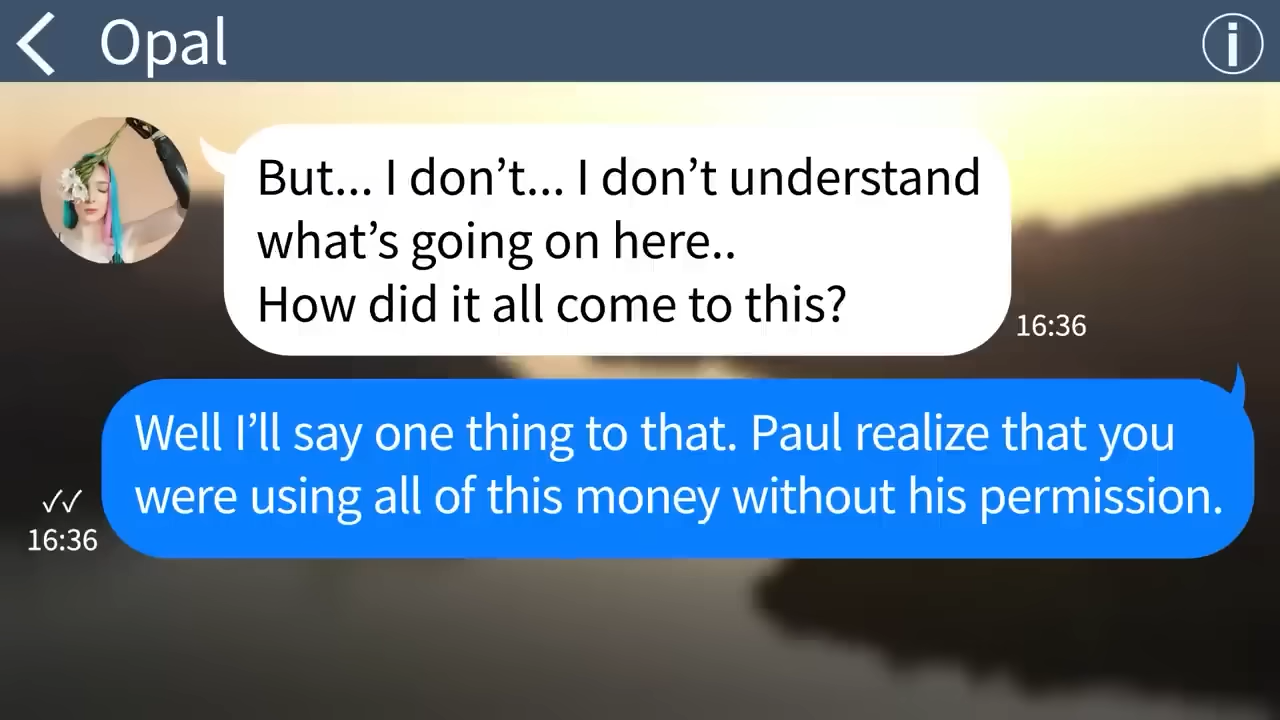 Opal
But... I don’t... I don’t understand
what’s going on here..
How did it all come to this?
16:36
Well I’ll say one thing to that. Paul realize that you
were using all of this money without his permission.
16:36